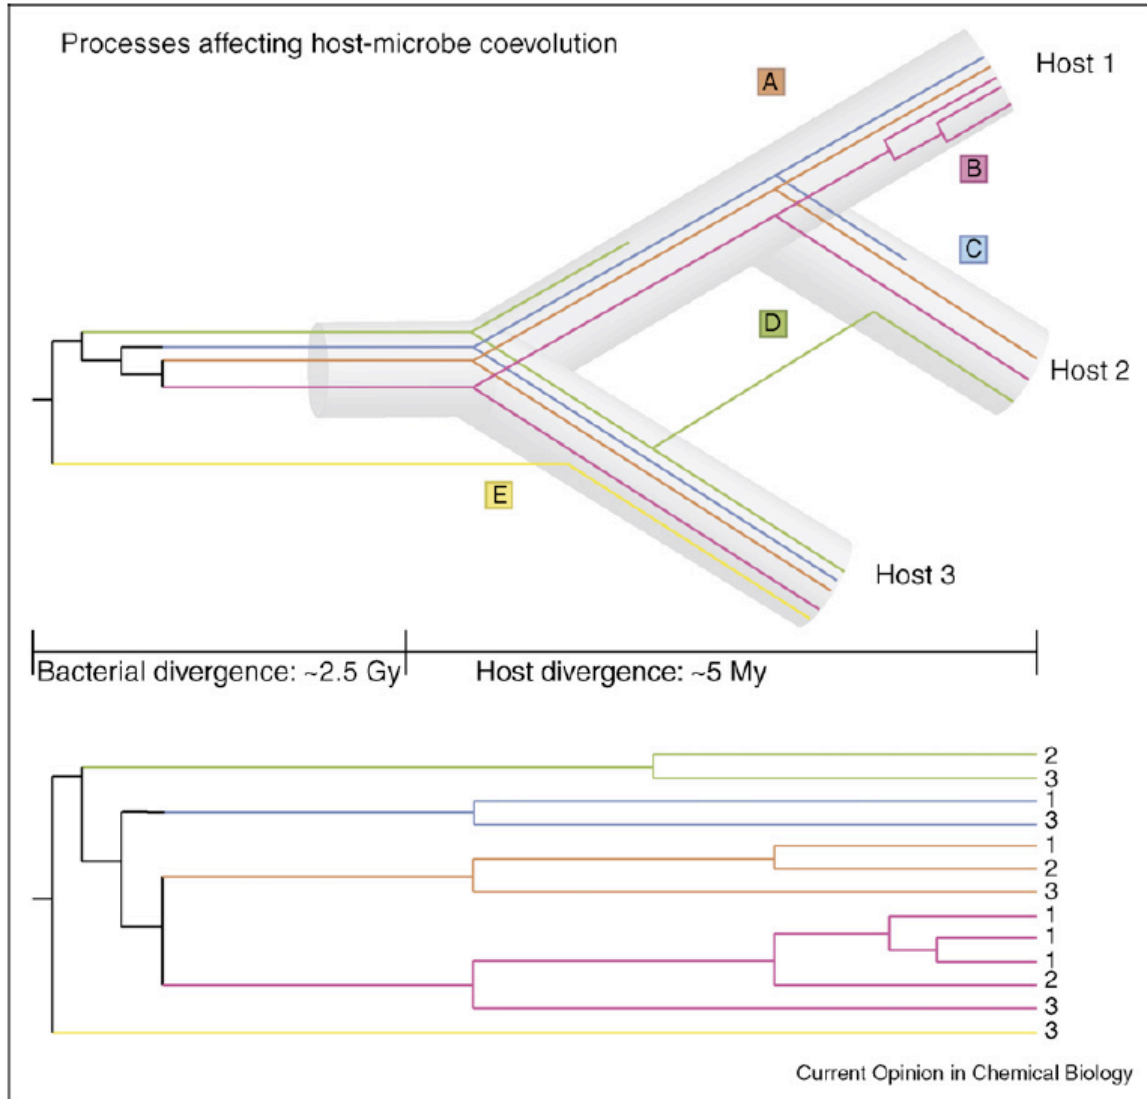 Processes affecting host-microbe coevolution
A
Host 1
B
C
D
Host 2
E
Host 3
Bacterial divergence: ~2.5 Gy
Host divergence: ~5 My
2
3
1
3
1
2
3
1
1
1
2
3
3
Current Opinion in Chemical Biology